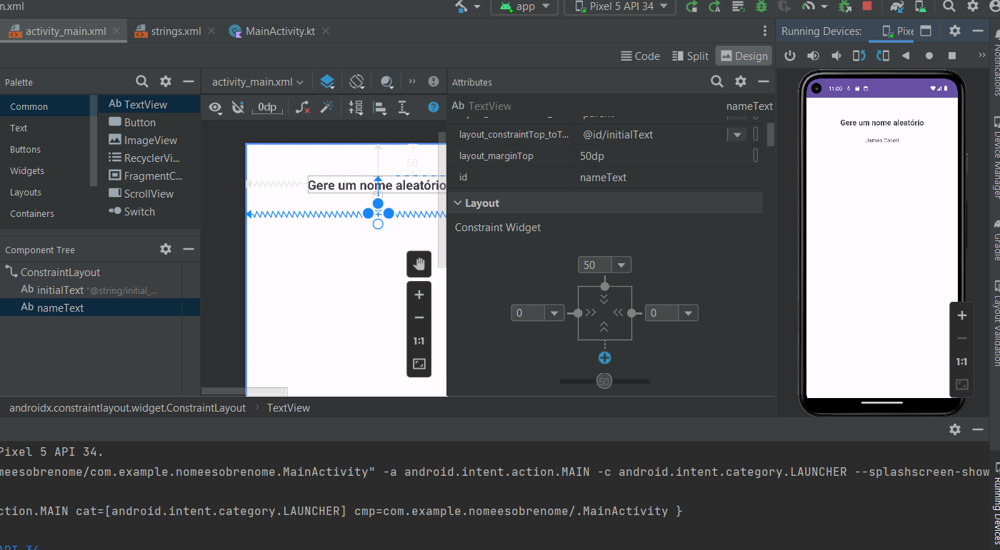 n.xml
app
Pixel 5 API 34
activity_main.xml
strings.xml
MainActivity.kt
Running Devices:
Pixe
Code
Split
Design
Palette
activity_main.xml
Attributes
Common
Text
Buttons
Widgets
Layouts
Containers
Ab TextView
Button
ImageView
RecyclerVi...
FragmentC...
ScrollView
Switch
0dp
Ab TextView
nameText
layout_constraintTop_toT...
@id/initialText
layout_marginTop
50dp
id
nameText
Layout
Constraint Widget
50
0
0
50
50
Gere um nome aleatório
1:1
Component Tree
ConstraintLayout
Ab initialText "@string/initial_...
Ab nameText
androidx.constraintlayout.widget.ConstraintLayout
TextView
11:00
Gere um nome aleatório
James Calieri
1:1
Notifications
Device Manager
Gradle
Layout Validation
Running Devices
Pixel 5 API 34.
meesobrenome/com.example.nomeesobrenome.MainActivity" -a android.intent.action.MAIN -c android.intent.category.LAUNCHER --splashscreen-show
ction.MAIN cat=[android.intent.category.LAUNCHER] cmp=com.example.nomeesobrenome/.MainActivity }
API 34